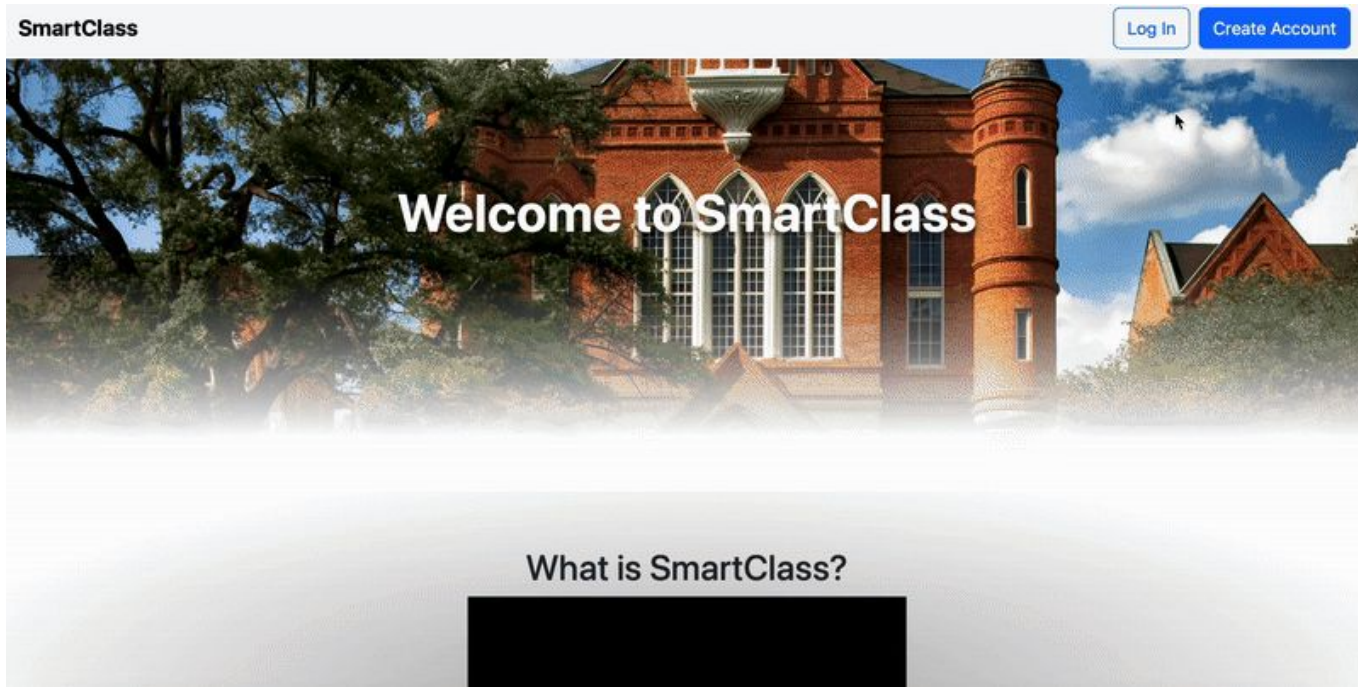 SmartClass
Log In
Create Account
Welcome to SmartClass
What is SmartClass?